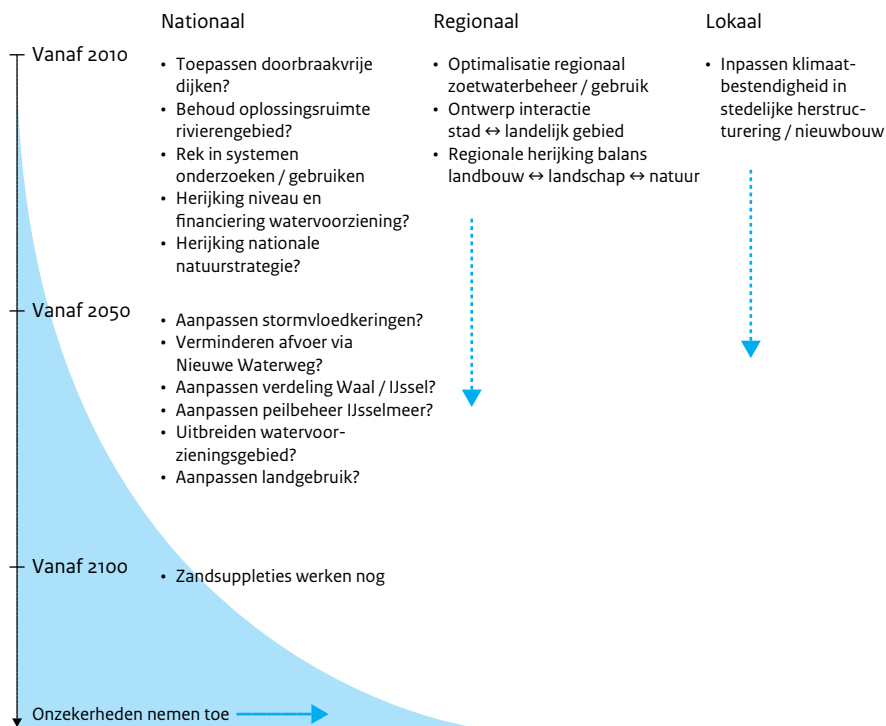 Nationaal
Regionaal
Lokaal
Vanaf 2010
• Toepassen doorbraakvrije
dijken?
• Behoud oplossingsruimte
rivierengebied?
• Rek in systemen
onderzoeken / gebruiken
• Herijking niveau en
financiering watervoorziening?
• Herijking nationale
natuurstrategie?
• Optimalisatie regionaal
zoetwaterbeheer / gebruik
• Ontwerp interactie
stad ↔ landelijk gebied
• Regionale herijking balans
landbouw ↔ landschap ↔ natuur
• Inpassen klimaat-
bestendigheid in
stedelijke herstruc-
turering / nieuwbouw
Vanaf 2050
• Aanpassen stormvloedkeringen?
• Verminderen afvoer via
Nieuwe Waterweg?
• Aanpassen verdeling Waal / IJssel?
• Aanpassen peilbeheer IJsselmeer?
• Uitbreiden watervoor-
zieningsgebied?
• Aanpassen landgebruik?
Vanaf 2100
• Zandsuppleties werken nog
Onzekerheden nemen toe